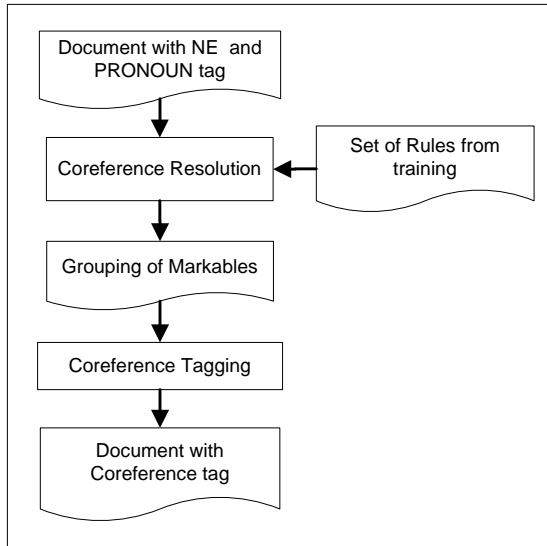 Document with NE and
PRONOUN tag
Coreference Resolution
Set of Rules from
training
Grouping of Markables
Coreference Tagging
Document with
Coreference tag